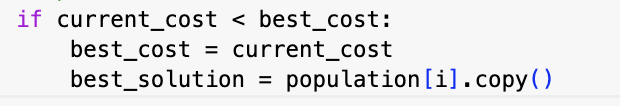 if current_cost < best_cost:
    best_cost = current_cost
    best_solution = population[i].copy()